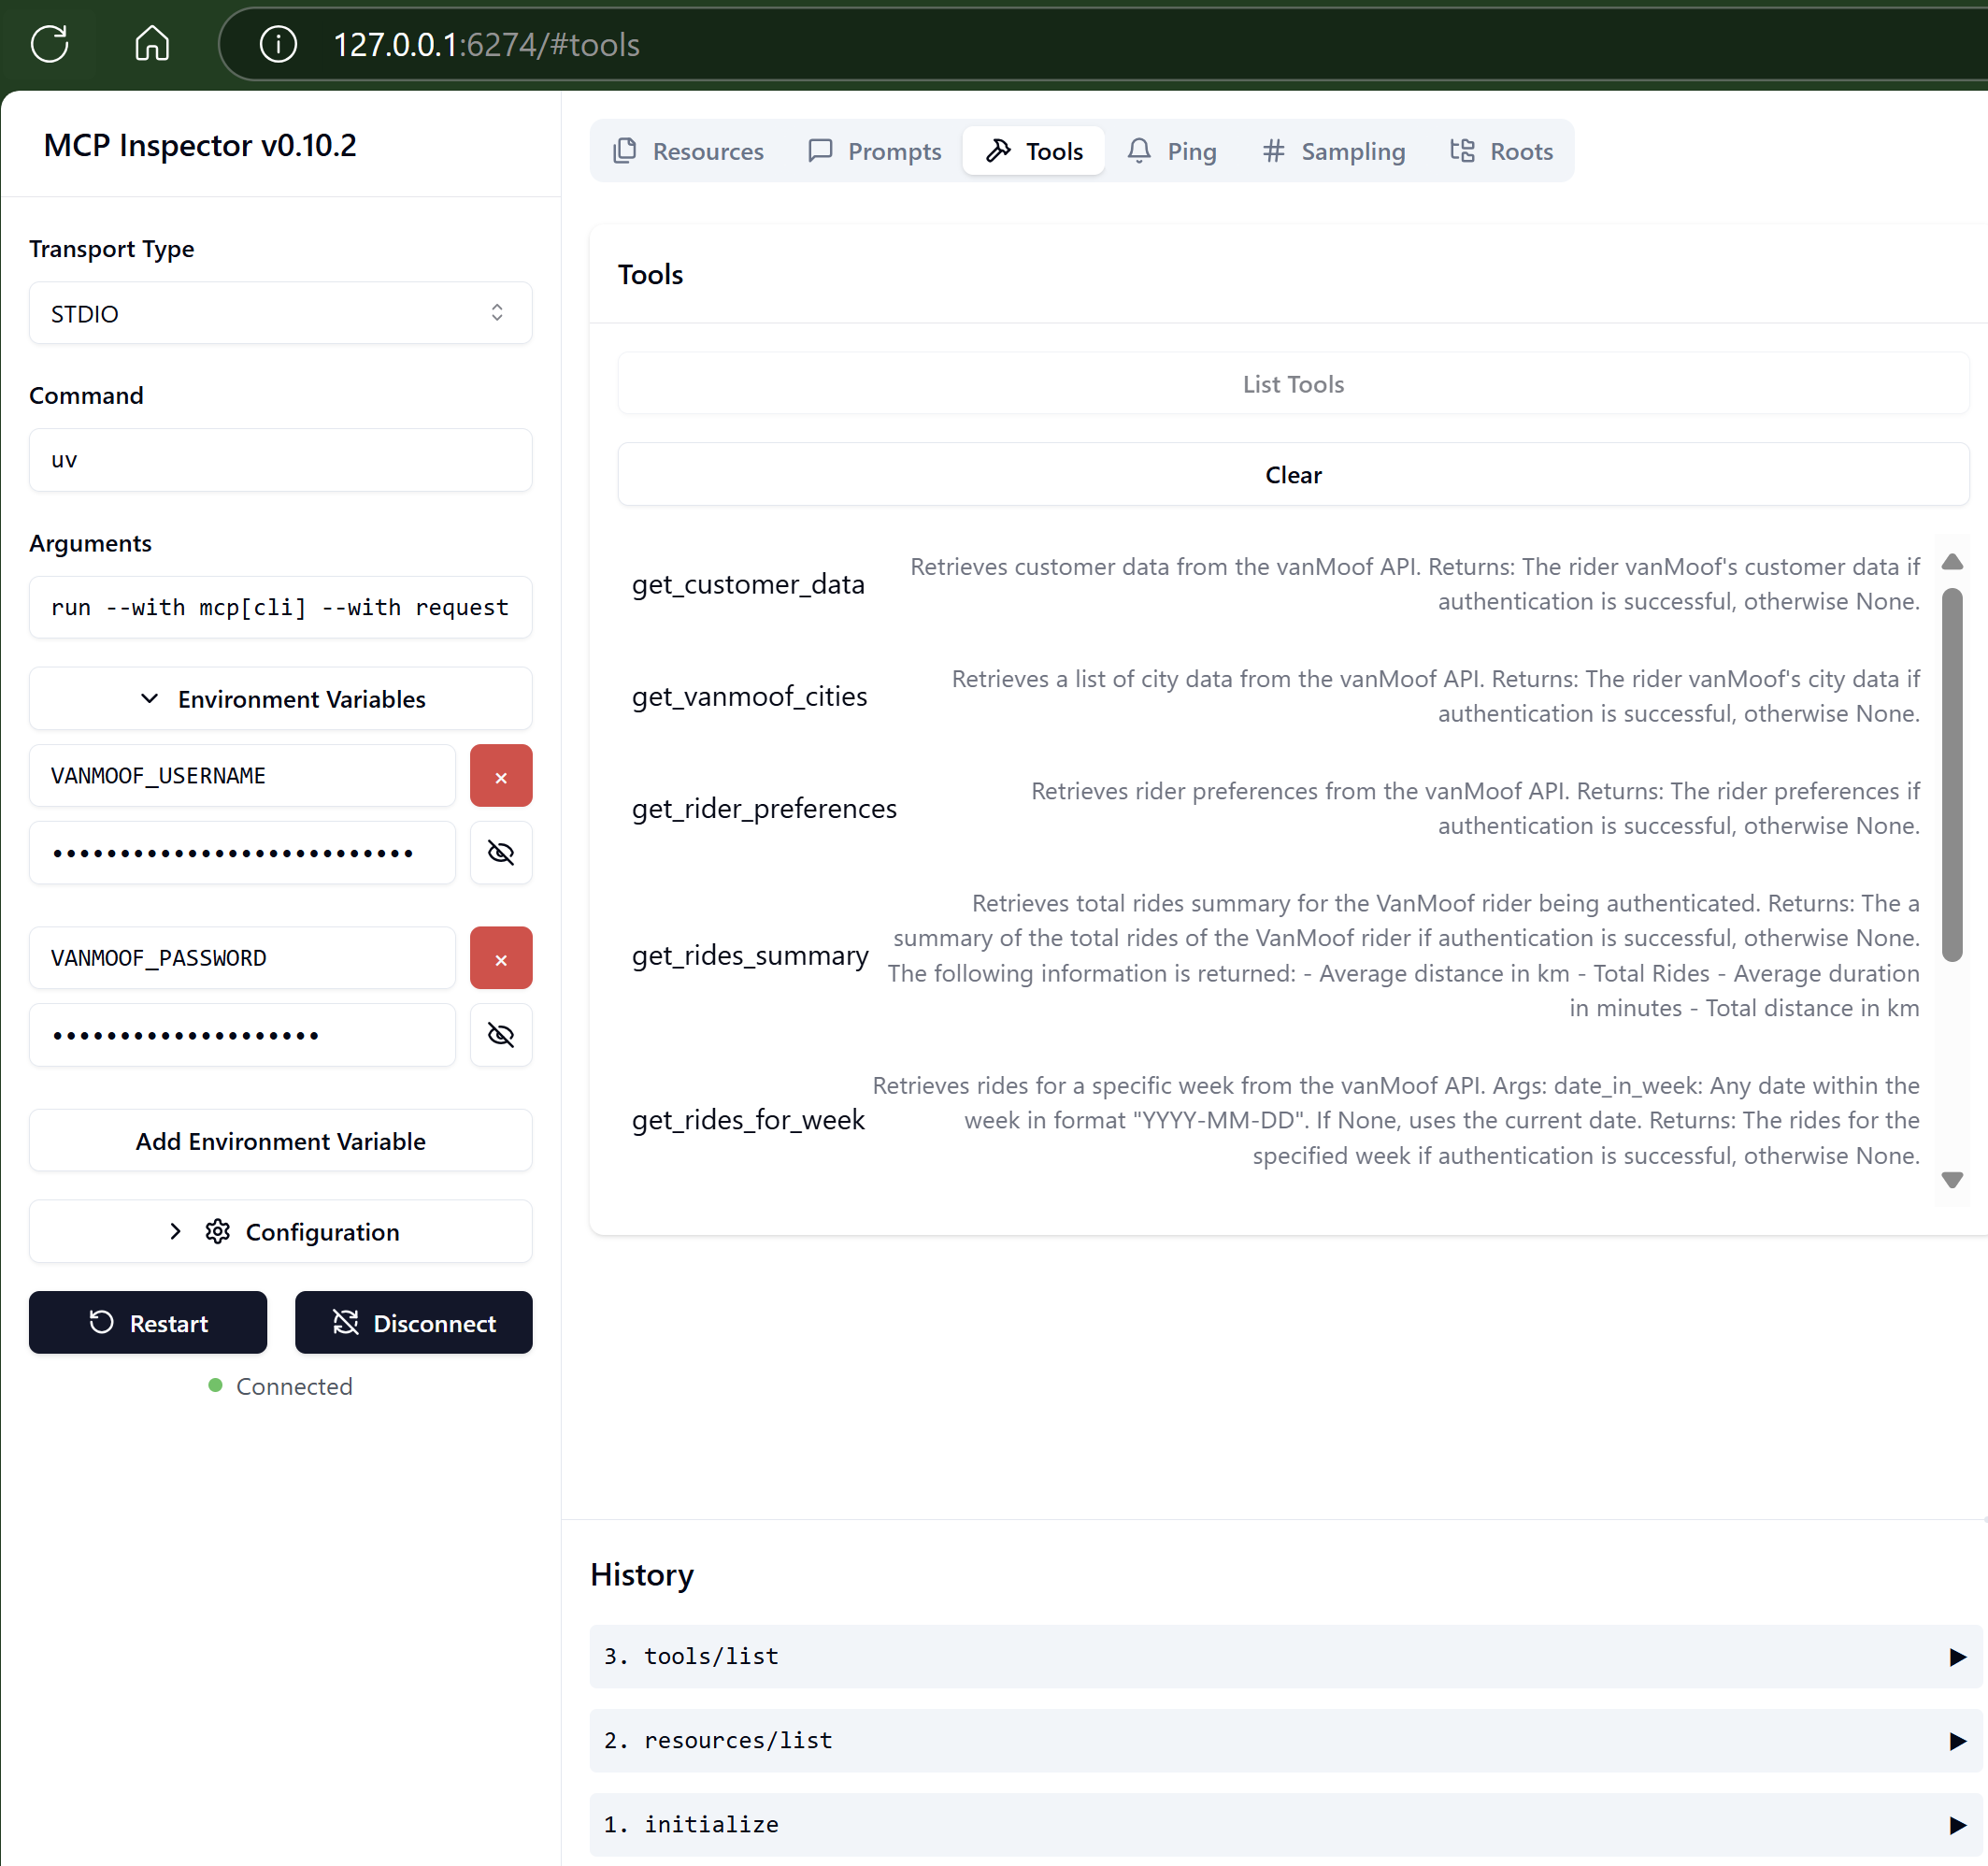 127.0.0.1:6274/#tools
MCP Inspector v0.10.2
Transport Type
STDIO
Command
uv
Arguments
run --with mcp[cli] --with request
Environment Variables
VANMOOF_USERNAME
×
•••••••••••••••••••••••••••
VANMOOF_PASSWORD
×
••••••••••••••••••••
Add Environment Variable
Configuration
Restart
Disconnect
Connected
Resources
Prompts
Tools
Ping
Sampling
Roots
Tools
List Tools
Clear
get_customer_data
Retrieves customer data from the vanMoof API. Returns: The rider vanMoof's customer data if
authentication is successful, otherwise None.
get_vanmoof_cities
Retrieves a list of city data from the vanMoof API. Returns: The rider vanMoof's city data if
authentication is successful, otherwise None.
get_rider_preferences
Retrieves rider preferences from the vanMoof API. Returns: The rider preferences if
authentication is successful, otherwise None.
get_rides_summary
Retrieves total rides summary for the VanMoof rider being authenticated. Returns: The a
summary of the total rides of the VanMoof rider if authentication is successful, otherwise None.
The following information is returned: - Average distance in km - Total Rides - Average duration
in minutes - Total distance in km
get_rides_for_week
Retrieves rides for a specific week from the vanMoof API. Args: date_in_week: Any date within the
week in format "YYYY-MM-DD". If None, uses the current date. Returns: The rides for the
specified week if authentication is successful, otherwise None.
History
3. tools/list
2. resources/list
1. initialize